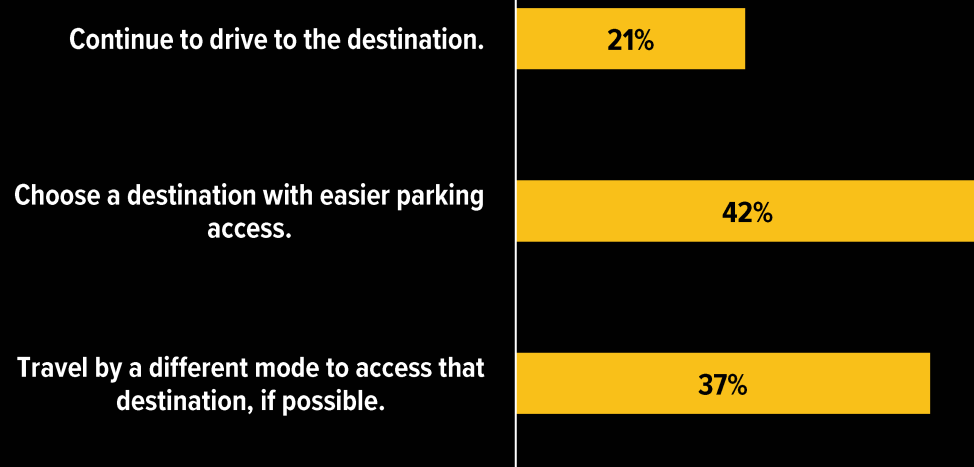 Continue to drive to the destination.
21%
Choose a destination with easier parking
access.
42%
Travel by a different mode to access that
destination, if possible.
37%